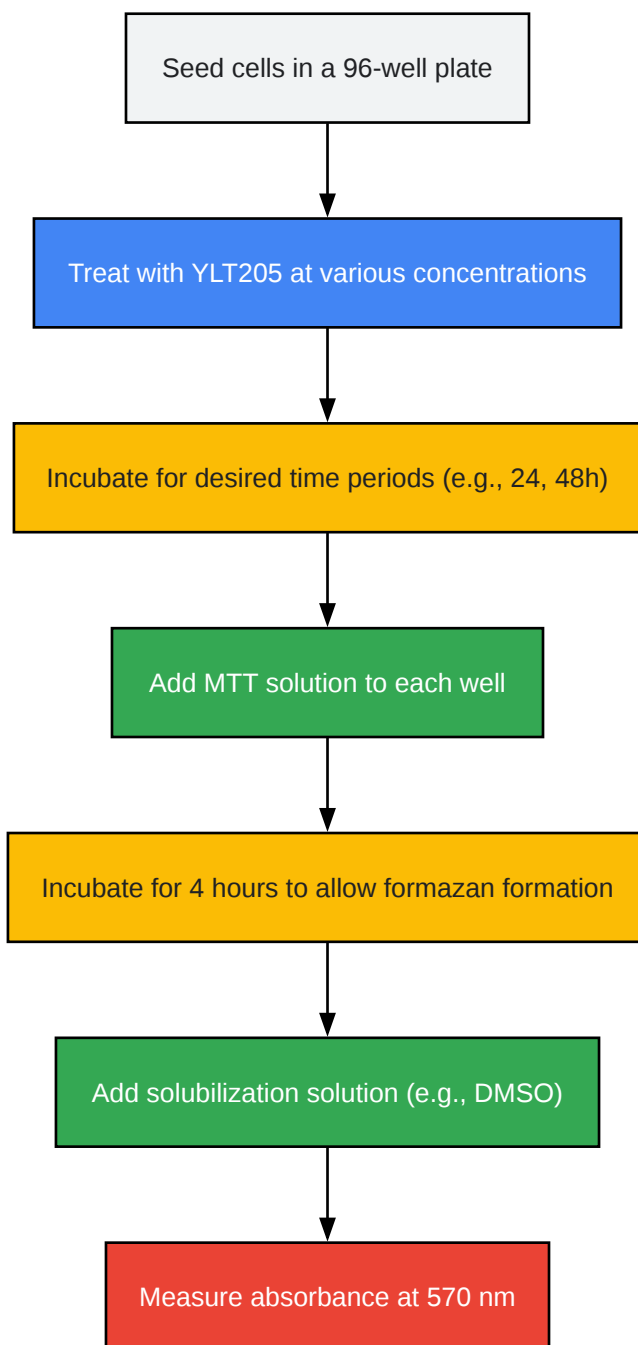 Seed cells in a 96-well plate
Treat with YLT205 at various concentrations
Incubate for desired time periods (e.g., 24, 48h)
Add MTT solution to each well
Incubate for 4 hours to allow formazan formation
Add solubilization solution (e.g., DMSO)
Measure absorbance at 570 nm